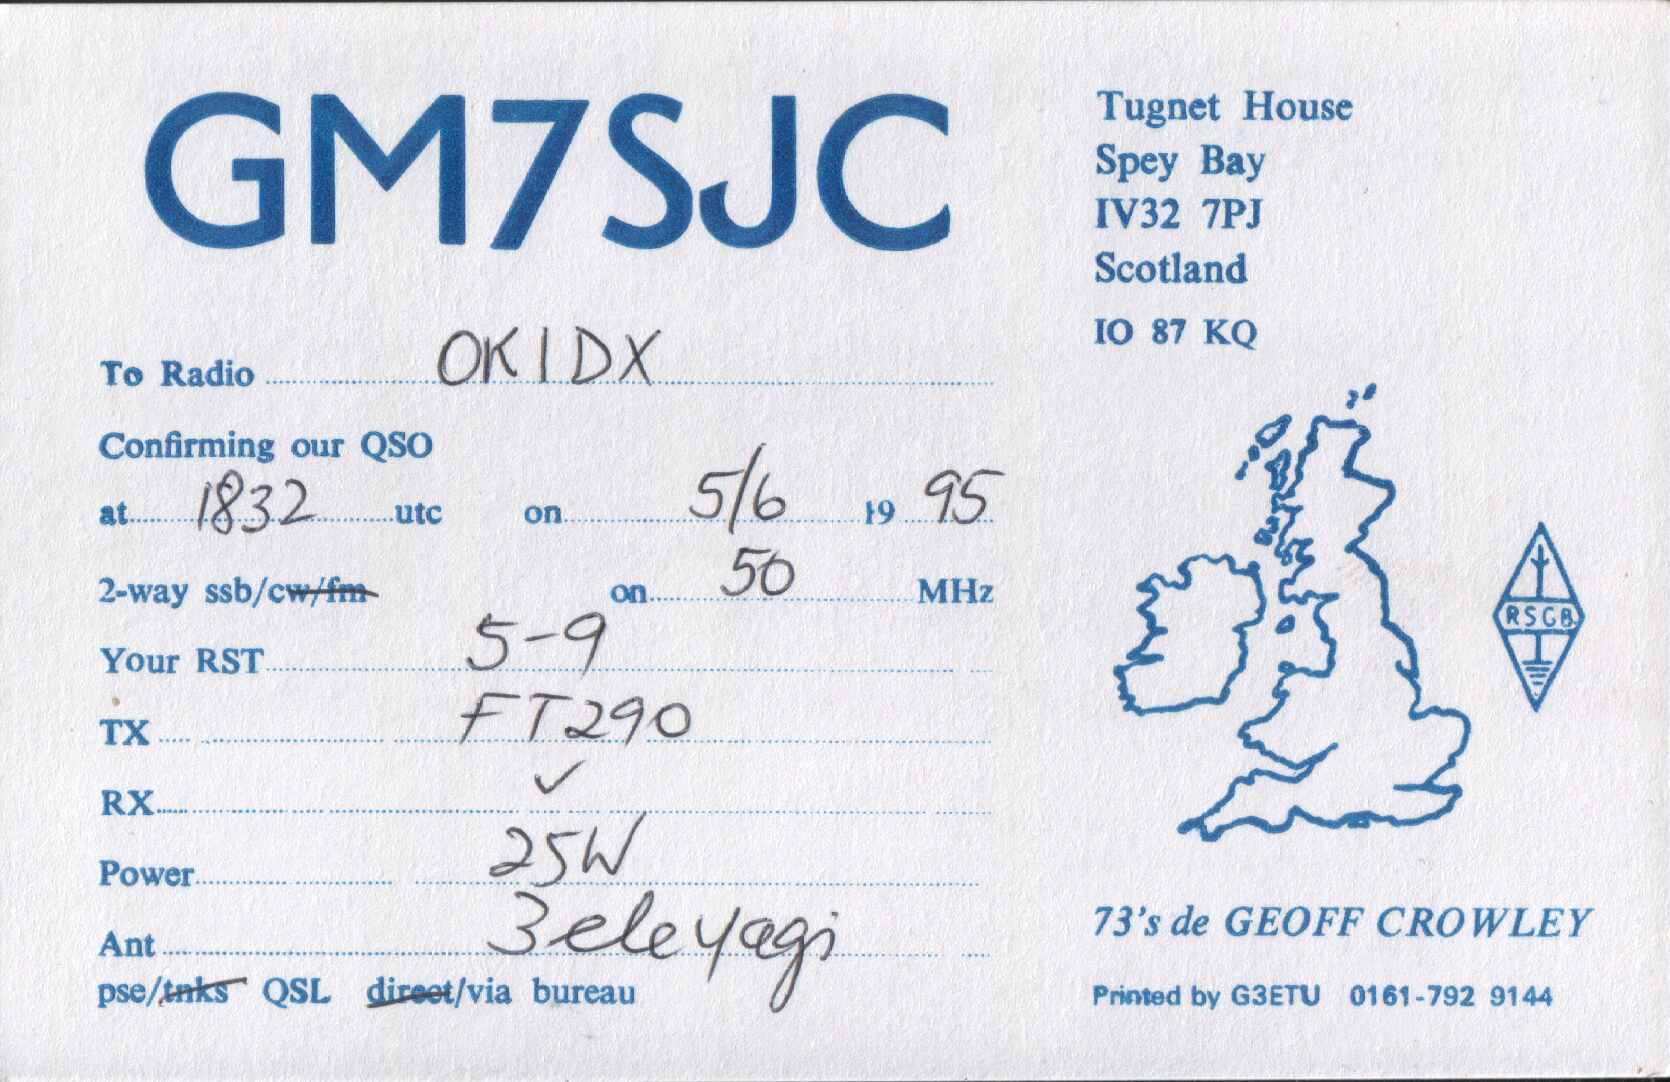 GM7SJC
Tugnet House
Spey Bay
IV32 7PJ
Scotland
IO 87 KQ
To Radio OK1DX
Confirming our QSO
at 1832 utc on 5/6 19 95
2-way ssb/cw/fm on 50 MHz
Your RST 5-9
TX FT290
RX ✓
Power 25W
Ant 3 ele yagi
pse/tnks QSL direct/via bureau
RSGB
73's de GEOFF CROWLEY
Printed by G3ETU 0161-792 9144